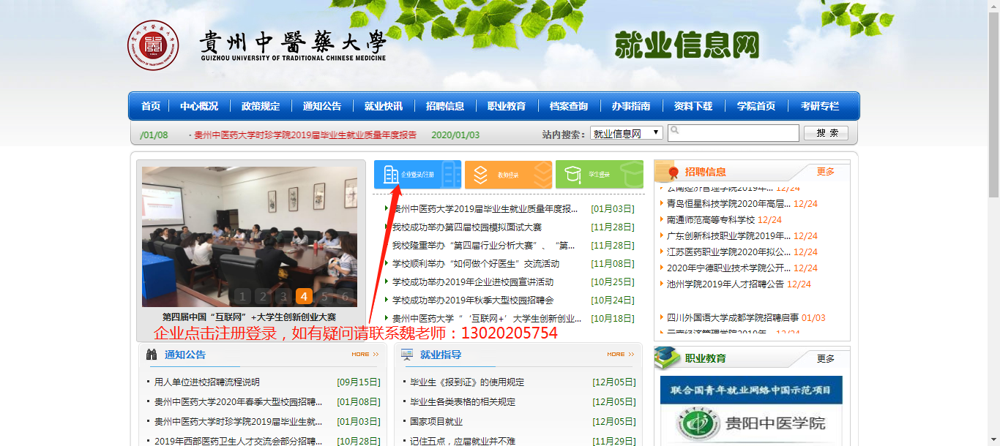 貴州中醫藥大學
GUIZHOU UNIVERSITY OF TRADITIONAL CHINESE MEDICINE
就业信息网
首页 中心概况 政策规定 通知公告 就业快讯 招聘信息 职业教育 档案查询 办事指南 资料下载 学院首页 考研专栏
/01/08 · 贵州中医药大学时珍学院2019届毕业生就业质量年度报告 2020/01/03 站内搜索： 就业信息网 搜 索
企业登录/注册 教师登录 学生登录
1 2 3 4 5 6
第四届中国“互联网”+大学生创新创业大赛
贵州中医药大学2019届毕业生就业质量年度报... [01月03日]
我校成功举办第四届校园模拟面试大赛 [11月28日]
我校隆重举办“第四届行业分析大赛”、“第... [11月28日]
学校顺利举办“如何做个好医生”交流活动 [11月08日]
学校成功举办2019年企业进校园宣讲活动 [10月25日]
学校成功举办2019年秋季大型校园招聘会 [10月24日]
贵州中医药大学“‘互联网+’大学生创新创业... [10月18日]
企业点击注册登录，如有疑问请联系魏老师：13020205754
招聘信息 更多
云南经济管理学院2019年... 12/24
青岛恒星科技学院2020年高层... 12/24
南通师范高等专科学校 12/24
广东创新科技职业学院2019年... 12/24
江苏医药职业学院2020年拟公... 12/24
2020年宁德职业技术学院公开... 12/24
池州学院2019年人才招聘公告 12/24
四川外国语大学成都学院招聘启事 01/03
云南经济管理学院2019年... 12/24
通知公告 MORE >>
用人单位进校招聘流程说明 [09月15日]
贵州中医药大学2020年春季大型校园招聘... [01月08日]
贵州中医药大学时珍学院2019届毕业生就... [01月03日]
2019年西部医药卫生人才交流会部分招聘... [10月28日]
就业指导 MORE >>
毕业生《报到证》的使用规定 [12月05日]
毕业生各类表格的相关规定 [12月05日]
国家项目就业 [12月05日]
记住五点，应届就业并不难 [11月29日]
职业教育 更多
联合国青年就业网络中国示范项目
贵阳中医学院